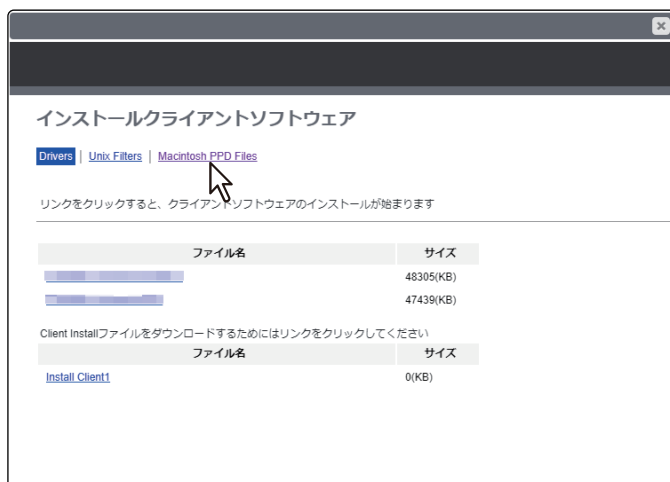 インストールクライアントソフトウェア
Drivers | Unix Filters | Macintosh PPD Files
リンクをクリックすると、クライアントソフトウェアのインストールが始まります
ファイル名 サイズ
48305(KB)
47439(KB)
Client Installファイルをダウンロードするためにはリンクをクリックしてください
ファイル名 サイズ
Install Client1 0(KB)